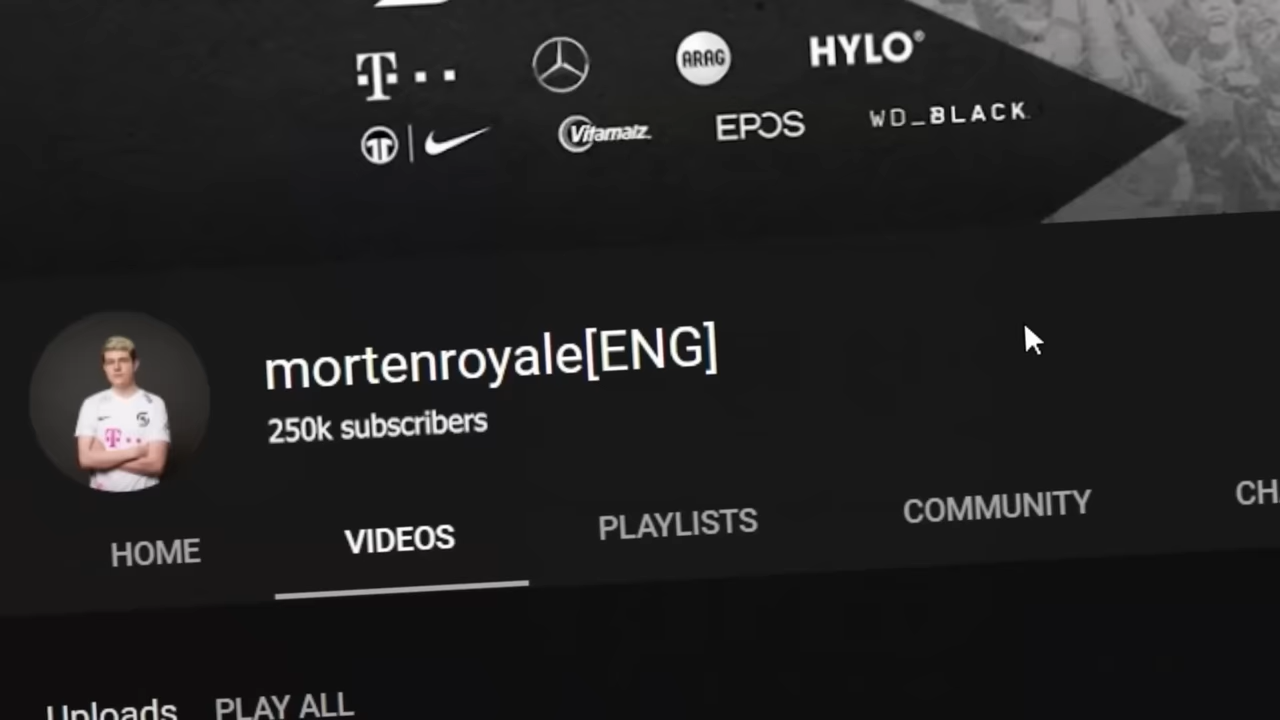 T
ARAG
HYLO®
Vitamalz
EPOS
WD_BLACK
mortenroyale[ENG]
250k subscribers
T
HOME
VIDEOS
PLAYLISTS
COMMUNITY
CH
Uploads
PLAY ALL